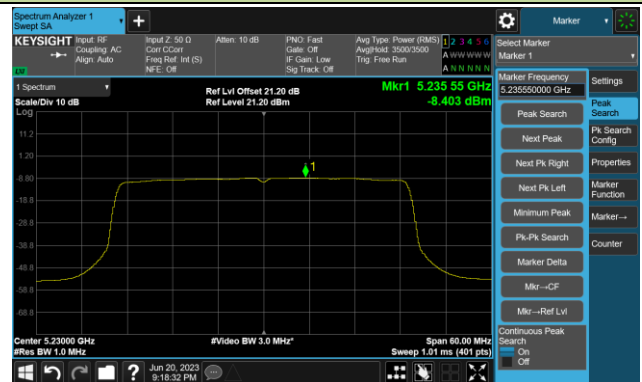 Spectrum Analyzer 1
Swept SA
Marker
KEYSIGHT
Input: RF
Coupling: AC
Align: Auto
Input Z: 50 Ω
Corr CCorr
Freq Ref: Int (S)
NFE: Off
Atten: 10 dB
PNO: Fast
Gate: Off
IF Gain: Low
Sig Track: Off
Avg Type: Power (RMS)
Avg|Hold: 3500/3500
Trig: Free Run
1 2 3 4 5 6
A W W W W W
A N N N N N
Select Marker
Marker 1
LXI
1 Spectrum
Scale/Div 10 dB
Log
Ref Lvl Offset 21.20 dB
Ref Level 21.20 dBm
Mkr1 5.235 55 GHz
-8.403 dBm
11.2
1.20
-8.80
-18.8
-28.8
-38.8
-48.8
-58.8
-68.8
1
Center 5.23000 GHz
#Res BW 1.0 MHz
#Video BW 3.0 MHz*
Span 60.00 MHz
Sweep 1.01 ms (401 pts)
Marker Frequency
5.235550000 GHz
Peak Search
Next Peak
Next Pk Right
Next Pk Left
Minimum Peak
Pk-Pk Search
Marker Delta
Mkr→CF
Mkr→Ref Lvl
Continuous Peak
Search
On
Off
Settings
Peak
Search
Pk Search
Config
Properties
Marker
Function
Marker→
Counter
Jun 20, 2023
9:18:32 PM